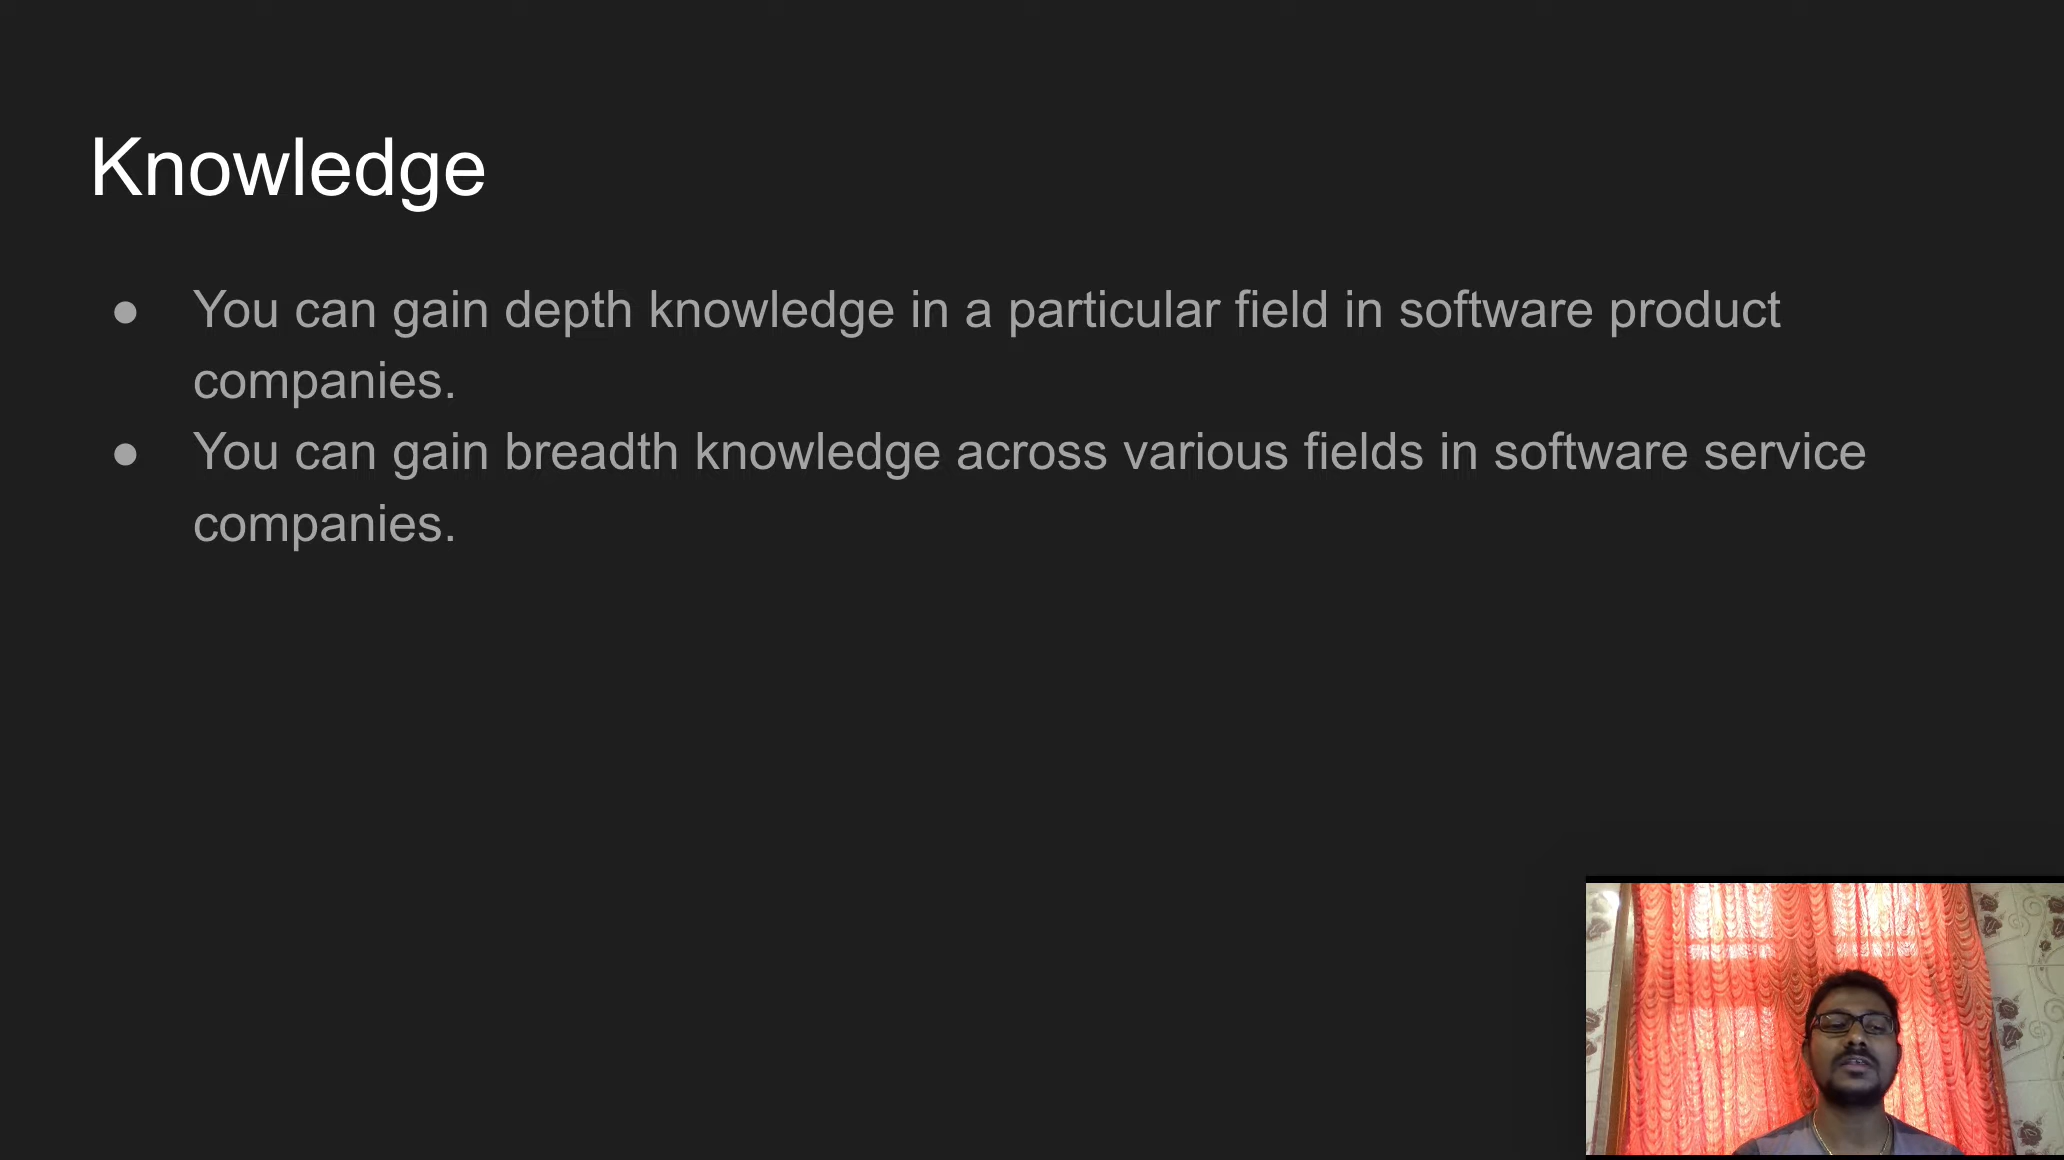 Knowledge
● You can gain depth knowledge in a particular field in software product
companies.
● You can gain breadth knowledge across various fields in software service
companies.